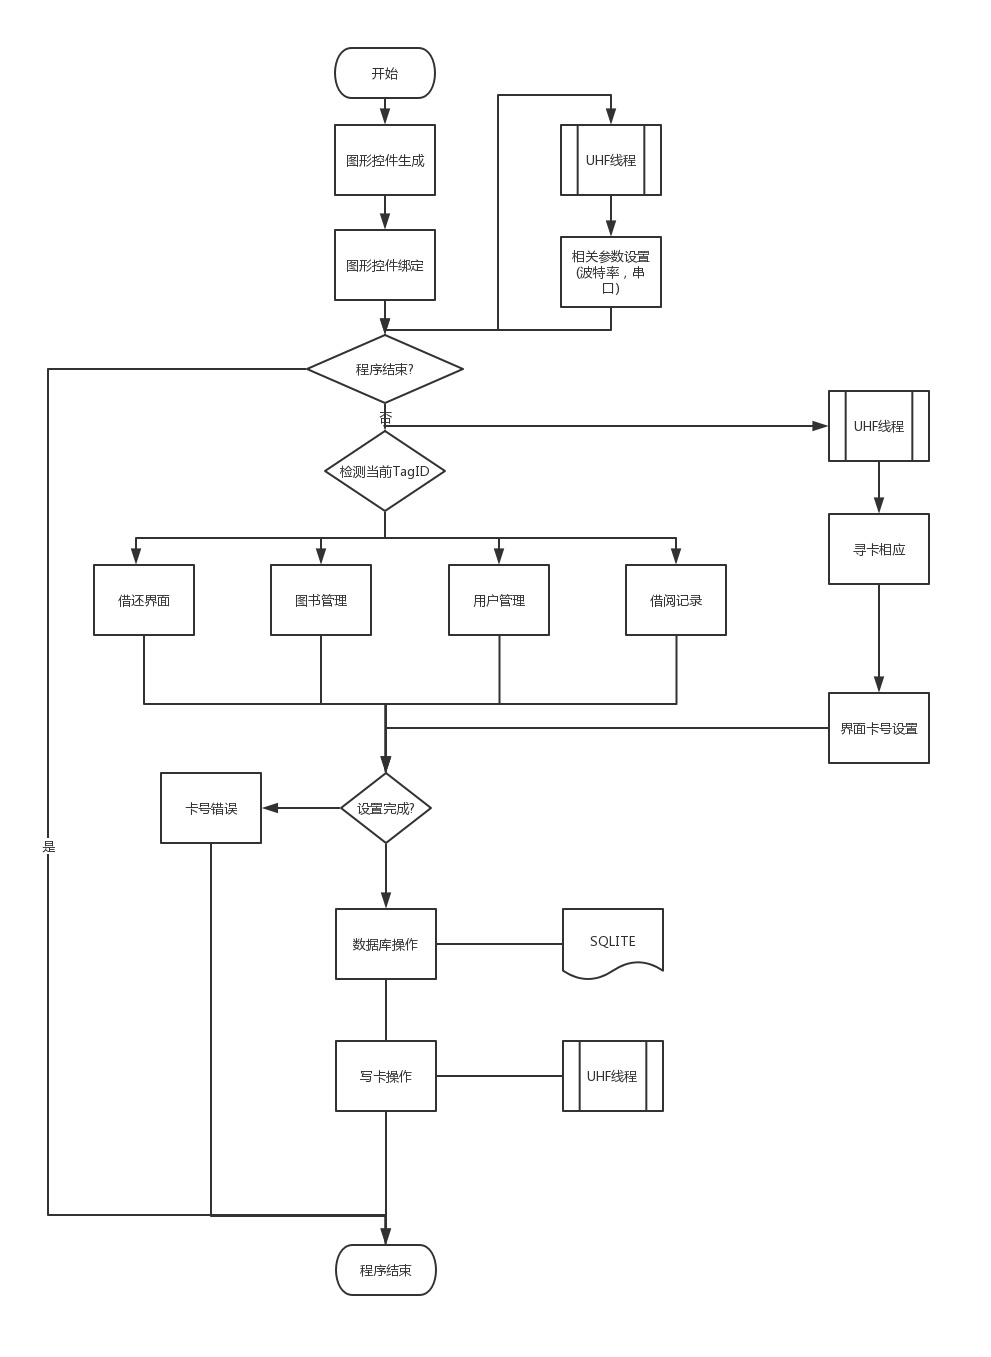 开始
图形控件生成
UHF线程
图形控件绑定
相关参数设置
(波特率，串
口)
程序结束?
否
UHF线程
检测当前TagID
寻卡相应
借还界面
图书管理
用户管理
借阅记录
界面卡号设置
卡号错误
设置完成?
是
数据库操作
SQLITE
写卡操作
UHF线程
程序结束